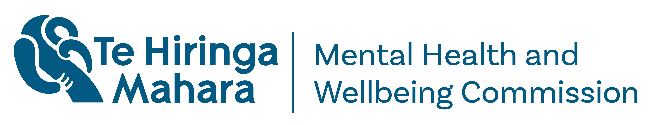 Te Hiringa
Mahara
Mental Health and
Wellbeing Commission